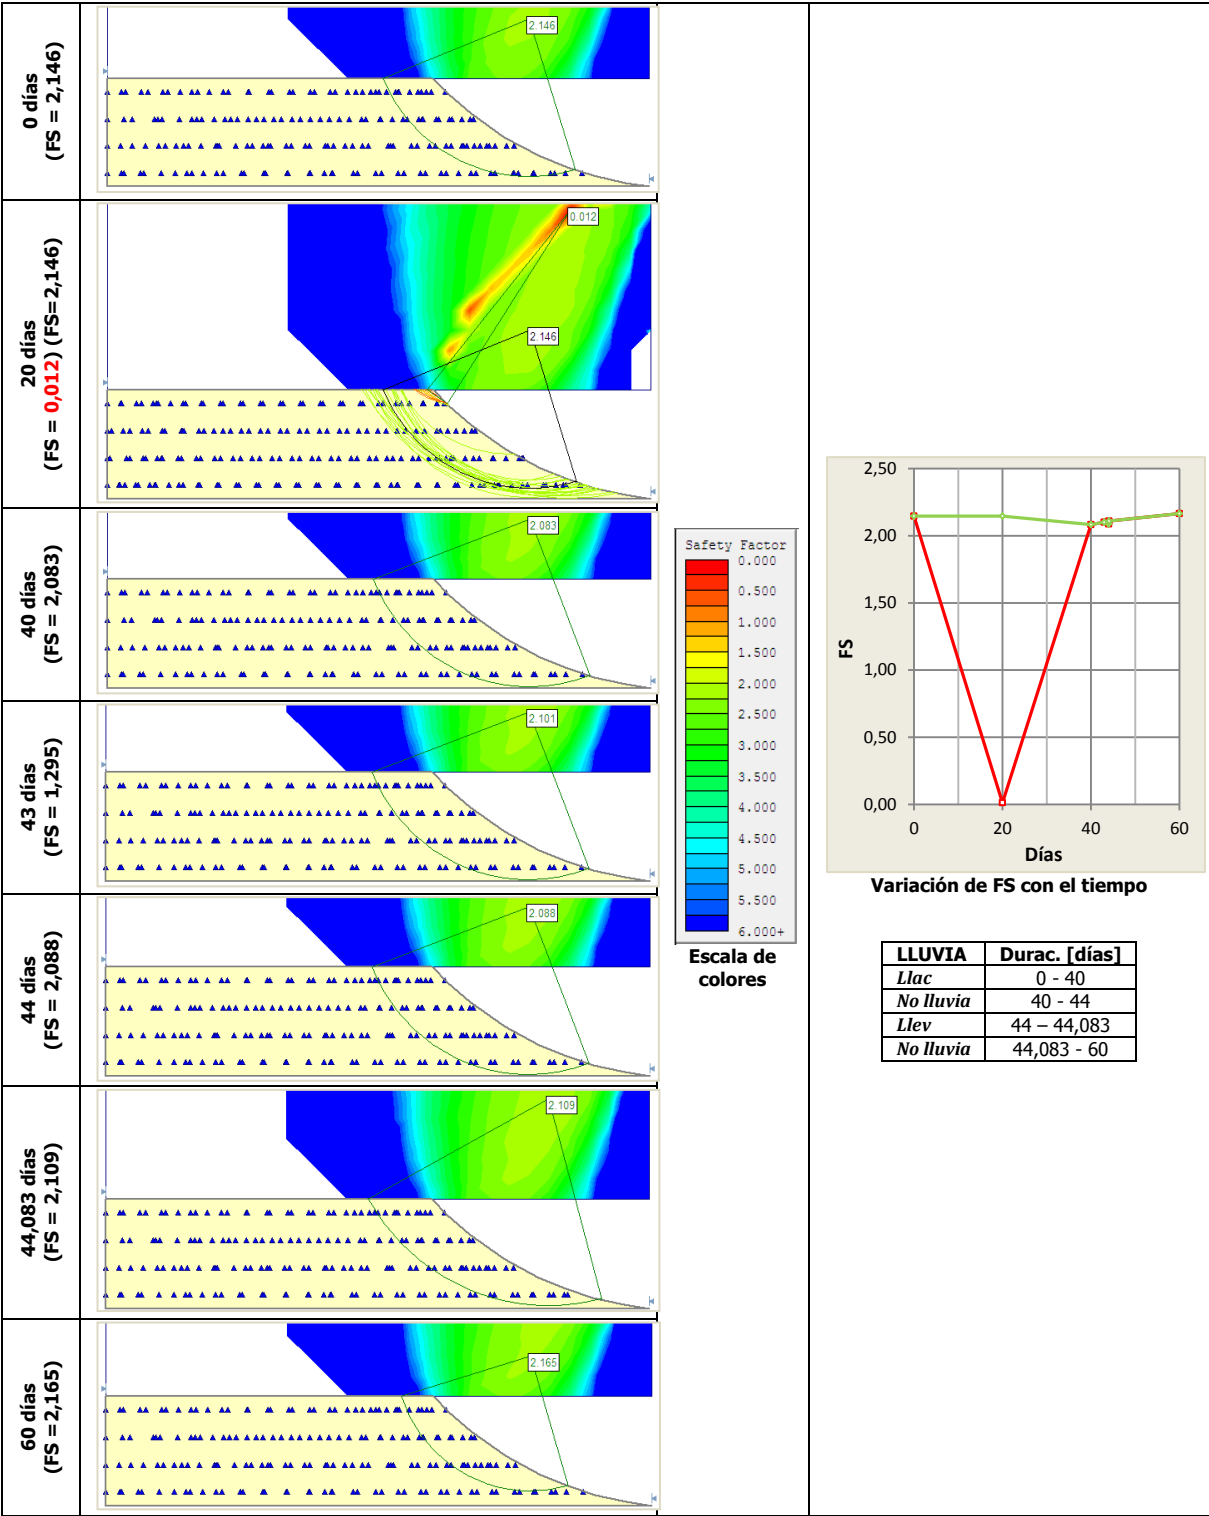 0 días
(FS = 2,146)
2.146
20 días
(FS = 0,012) (FS=2,146)
0.012
2.146
40 días
(FS = 2,083)
2.083
43 días
(FS = 1,295)
2.101
44 días
(FS = 2,088)
2.088
44,083 días
(FS = 2,109)
2.109
60 días
(FS =2,165)
2.165
Safety Factor
0.000
0.500
1.000
1.500
2.000
2.500
3.000
3.500
4.000
4.500
5.000
5.500
6.000+
Escala de
colores
2,50
2,00
1,50
1,00
0,50
0,00
FS
0 20 40 60
Días
Variación de FS con el tiempo
LLUVIA Durac. [días]
Llac 0 - 40
No lluvia 40 - 44
Llev 44 – 44,083
No lluvia 44,083 - 60